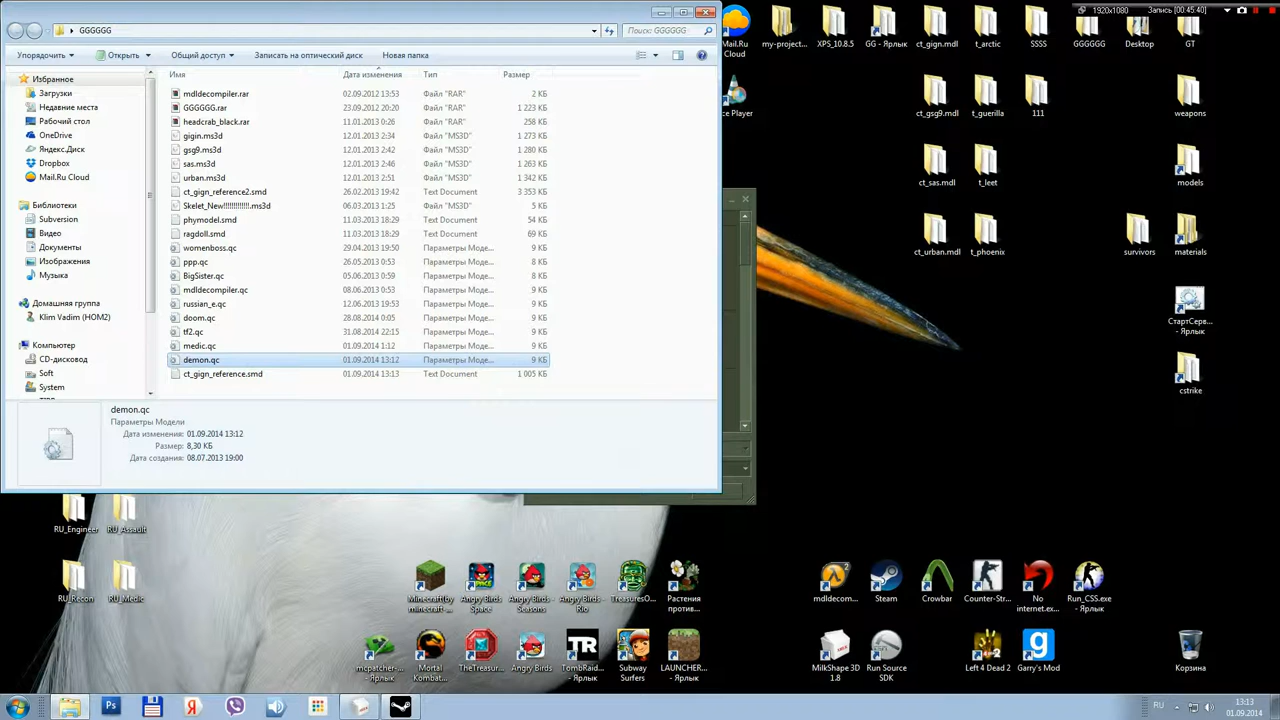 GGGGGG
Поиск: GGGGGG
Упорядочить
Открыть
Общий доступ
Записать на оптический диск
Новая папка
Избранное
Загрузки
Недавние места
Рабочий стол
OneDrive
Яндекс.Диск
Dropbox
Mail.Ru Cloud
Библиотеки
Subversion
Видео
Документы
Изображения
Музыка
Домашняя группа
Klim Vadim (HOM2)
Компьютер
CD-дисковод
Soft
System
Имя Дата изменения Тип Размер
mdldecompiler.rar 02.09.2012 13:53 Файл "RAR" 2 КБ
GGGGGG.rar 23.09.2012 20:20 Файл "RAR" 1 223 КБ
headcrab_black.rar 11.01.2013 0:26 Файл "RAR" 258 КБ
gigin.ms3d 12.01.2013 2:34 Файл "MS3D" 1 273 КБ
gsg9.ms3d 12.01.2013 2:42 Файл "MS3D" 1 280 КБ
sas.ms3d 12.01.2013 2:46 Файл "MS3D" 1 263 КБ
urban.ms3d 12.01.2013 2:51 Файл "MS3D" 1 342 КБ
ct_gign_reference2.smd 26.02.2013 19:42 Text Document 3 353 КБ
Skelet_New!!!!!!!!!!!!!.ms3d 06.03.2013 1:25 Файл "MS3D" 5 КБ
phymodel.smd 11.03.2013 18:29 Text Document 54 КБ
ragdoll.smd 11.03.2013 18:29 Text Document 69 КБ
womenboss.qc 29.04.2013 19:50 Параметры Моде... 9 КБ
ppp.qc 26.05.2013 0:53 Параметры Моде... 8 КБ
BigSister.qc 05.06.2013 0:59 Параметры Моде... 8 КБ
mdldecompiler.qc 08.06.2013 0:53 Параметры Моде... 9 КБ
russian_e.qc 12.06.2013 19:53 Параметры Моде... 9 КБ
doom.qc 28.08.2014 0:05 Параметры Моде... 9 КБ
tf2.qc 31.08.2014 22:15 Параметры Моде... 9 КБ
medic.qc 01.09.2014 1:12 Параметры Моде... 9 КБ
demon.qc 01.09.2014 13:12 Параметры Моде... 9 КБ
ct_gign_reference.smd 01.09.2014 13:13 Text Document 1 005 КБ
demon.qc
Параметры Модели
Дата изменения: 01.09.2014 13:12
Размер: 8,30 КБ
Дата создания: 08.07.2013 19:00
1920x1080 Запись [00:45:40]
Mail.Ru Cloud
my-project...
XPS_10.8.5
GG - Ярлык
ct_gign.mdl
t_arctic
SSSS
GGGGGG
Desktop
GT
ce Player
ct_gsg9.mdl
t_guerilla
111
weapons
ct_sas.mdl
t_leet
models
ct_urban.mdl
t_phoenix
survivors
materials
СтартСерв... - Ярлык
cstrike
RU_Engineer
RU_Assault
RU_Recon
RU_Medic
Minecraftby minecraft-...
Angry Birds Space
Angry Birds - Seasons
Angry Birds - Rio
TreasuresO...
Растения против...
mdldecom...
Steam
Crowbar
Counter-Str...
No internet.ex...
Run_CSS.exe - Ярлык
mcpatcher-... - Ярлык
Mortal Kombat...
TheTreasur...
Angry Birds
TR
TombRaid... - Ярлык
Subway Surfers
LAUNCHER... - Ярлык
MilkShape 3D 1.8
Run Source SDK
Left 4 Dead 2
Garry's Mod
Корзина
RU
13:13
01.09.2014